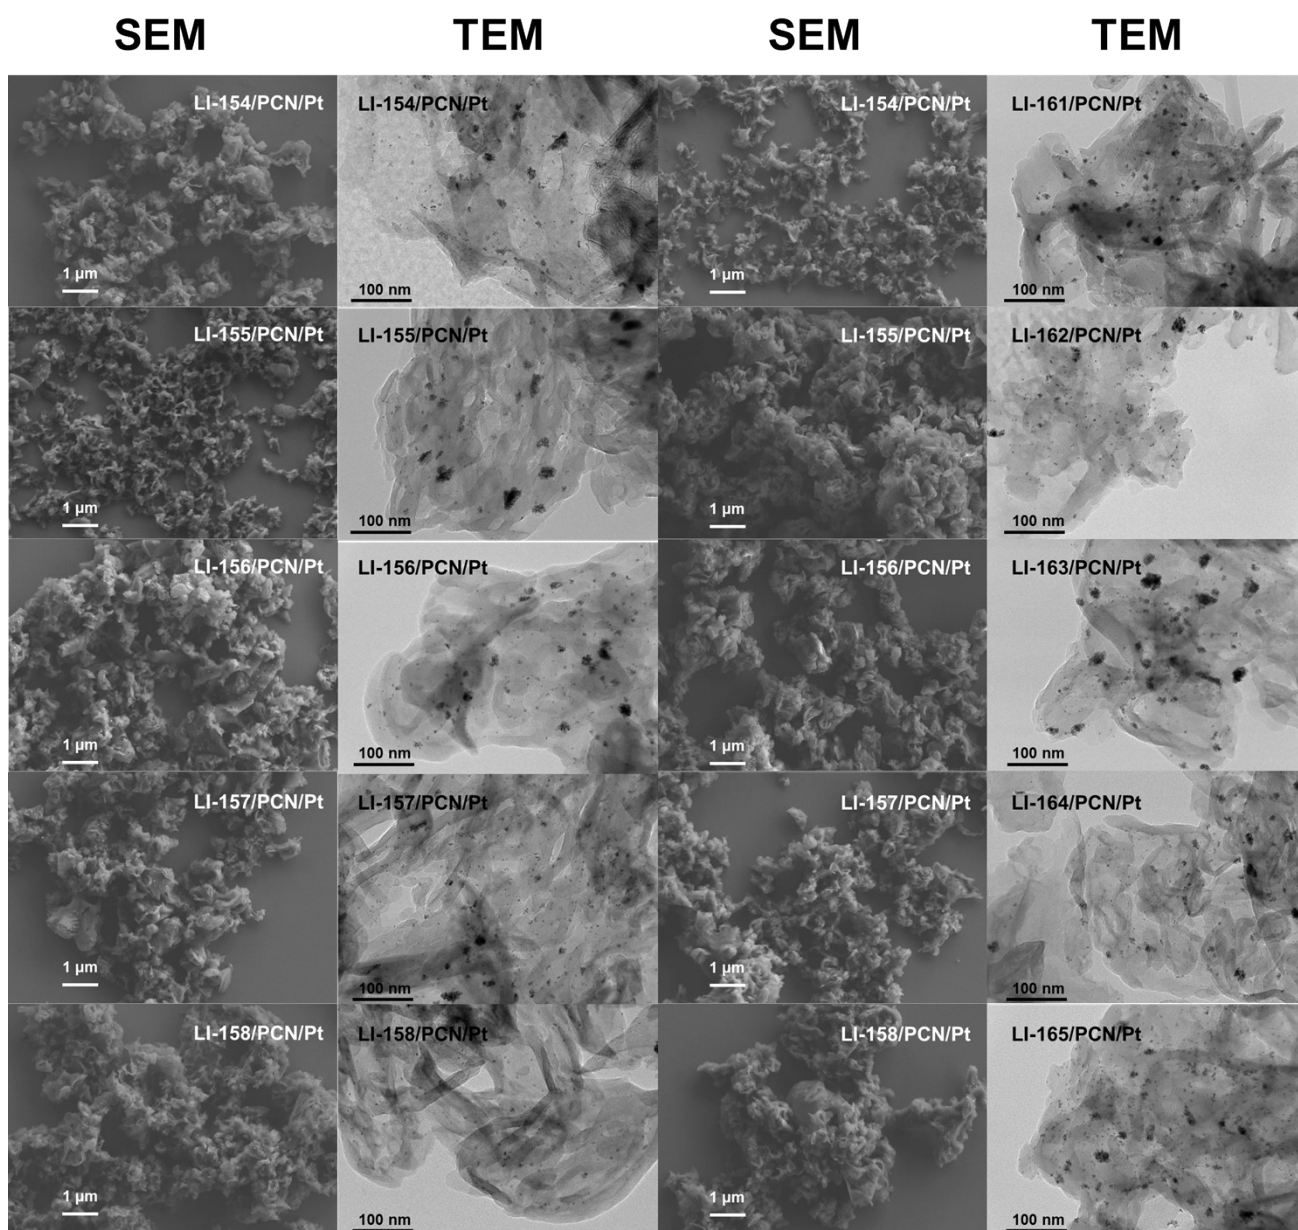 SEM TEM SEM TEM
LI-154/PCN/Pt LI-154/PCN/Pt LI-154/PCN/Pt LI-161/PCN/Pt
1 µm 100 nm 1 µm 100 nm
LI-155/PCN/Pt LI-155/PCN/Pt LI-155/PCN/Pt LI-162/PCN/Pt
1 µm 100 nm 1 µm 100 nm
LI-156/PCN/Pt LI-156/PCN/Pt LI-156/PCN/Pt LI-163/PCN/Pt
1 µm 100 nm 1 µm 100 nm
LI-157/PCN/Pt LI-157/PCN/Pt LI-157/PCN/Pt LI-164/PCN/Pt
1 µm 100 nm 1 µm 100 nm
LI-158/PCN/Pt LI-158/PCN/Pt LI-158/PCN/Pt LI-165/PCN/Pt
1 µm 100 nm 1 µm 100 nm